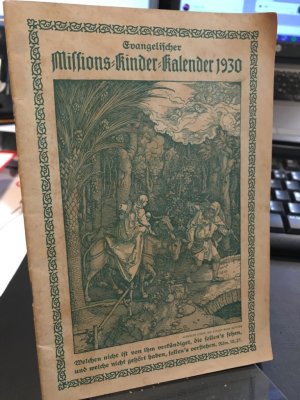 Evangelischer
Missions-Kinder-Kalender 1930
Welchen nicht ist von ihm verkündiget, die sollen's sehen,
und welche nicht gehört haben, sollen's verstehen. Röm. 15, 21.